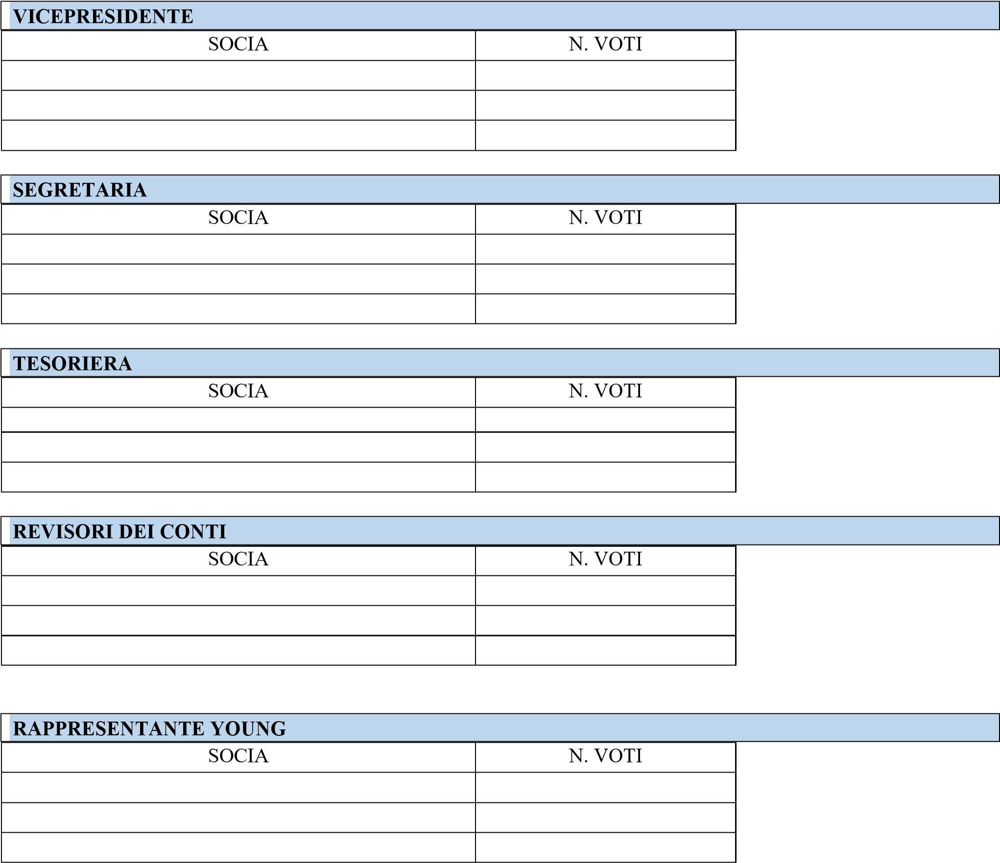 VICEPRESIDENTE
SOCIA N. VOTI
SEGRETARIA
SOCIA N. VOTI
TESORIERA
SOCIA N. VOTI
REVISORI DEI CONTI
SOCIA N. VOTI
RAPPRESENTANTE YOUNG
SOCIA N. VOTI